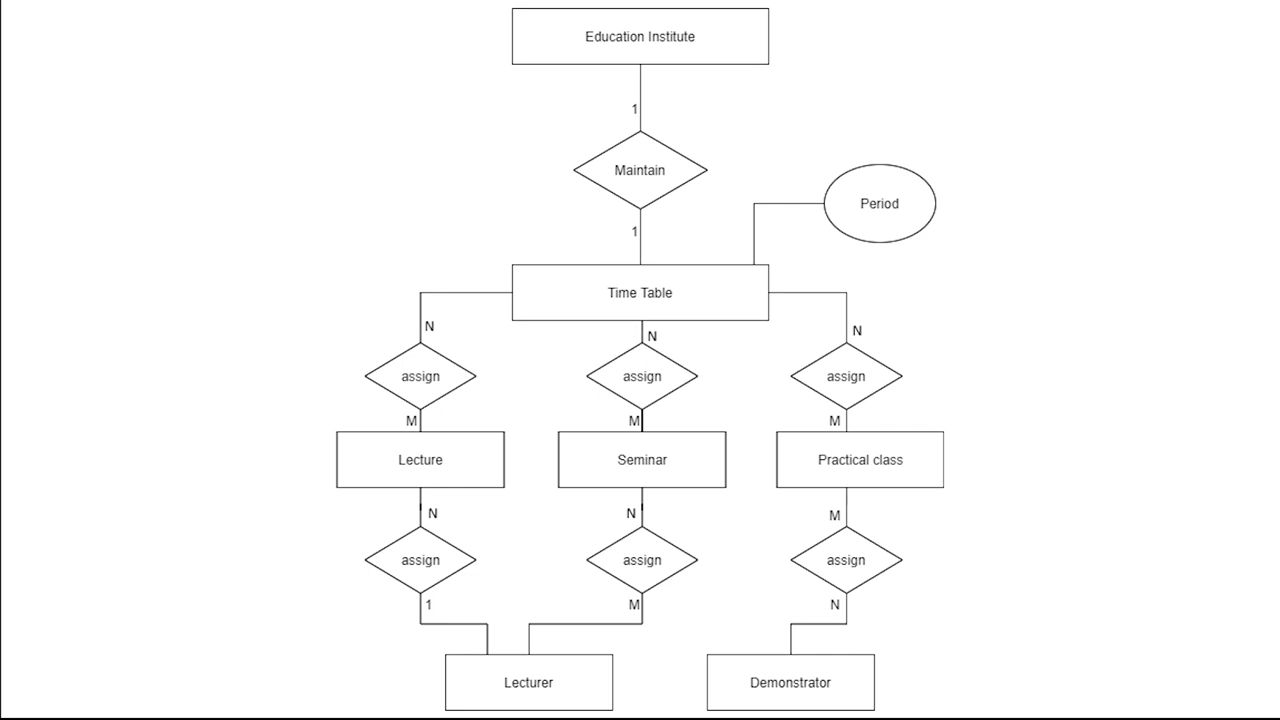 Education Institute
1
Maintain
Period
1
Time Table
N
N
N
assign
assign
assign
M
M
M
Lecture
Seminar
Practical class
N
N
M
assign
assign
assign
1
M
N
Lecturer
Demonstrator